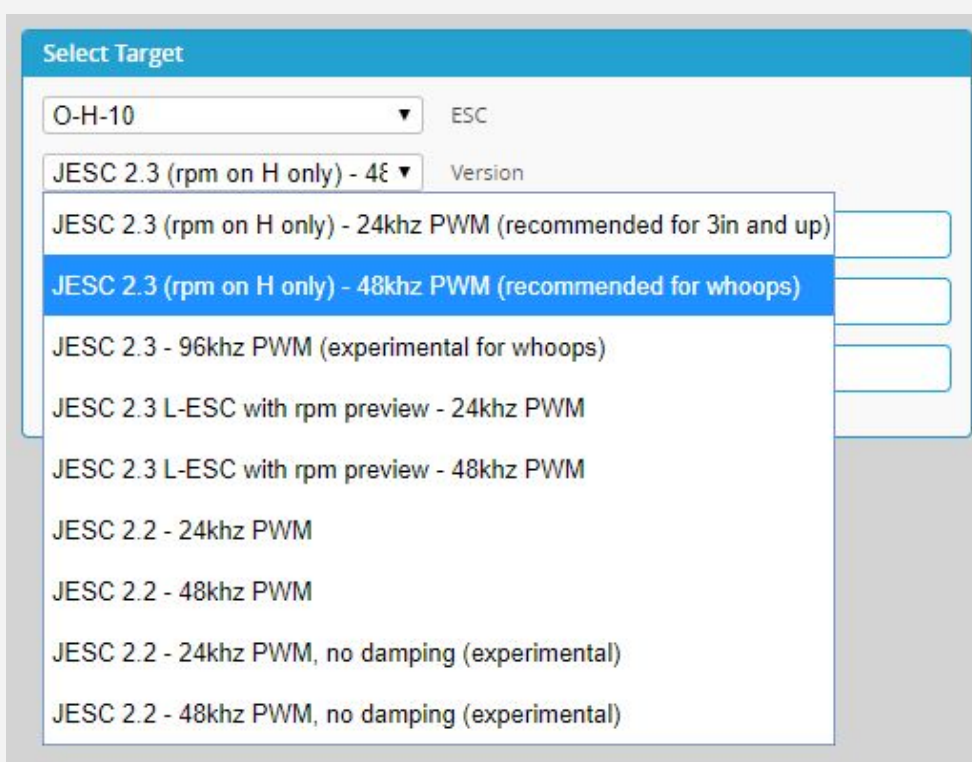 Select Target
O-H-10 ESC
JESC 2.3 (rpm on H only) - 48 Version
JESC 2.3 (rpm on H only) - 24khz PWM (recommended for 3in and up)
JESC 2.3 (rpm on H only) - 48khz PWM (recommended for whoops)
JESC 2.3 - 96khz PWM (experimental for whoops)
JESC 2.3 L-ESC with rpm preview - 24khz PWM
JESC 2.3 L-ESC with rpm preview - 48khz PWM
JESC 2.2 - 24khz PWM
JESC 2.2 - 48khz PWM
JESC 2.2 - 24khz PWM, no damping (experimental)
JESC 2.2 - 48khz PWM, no damping (experimental)